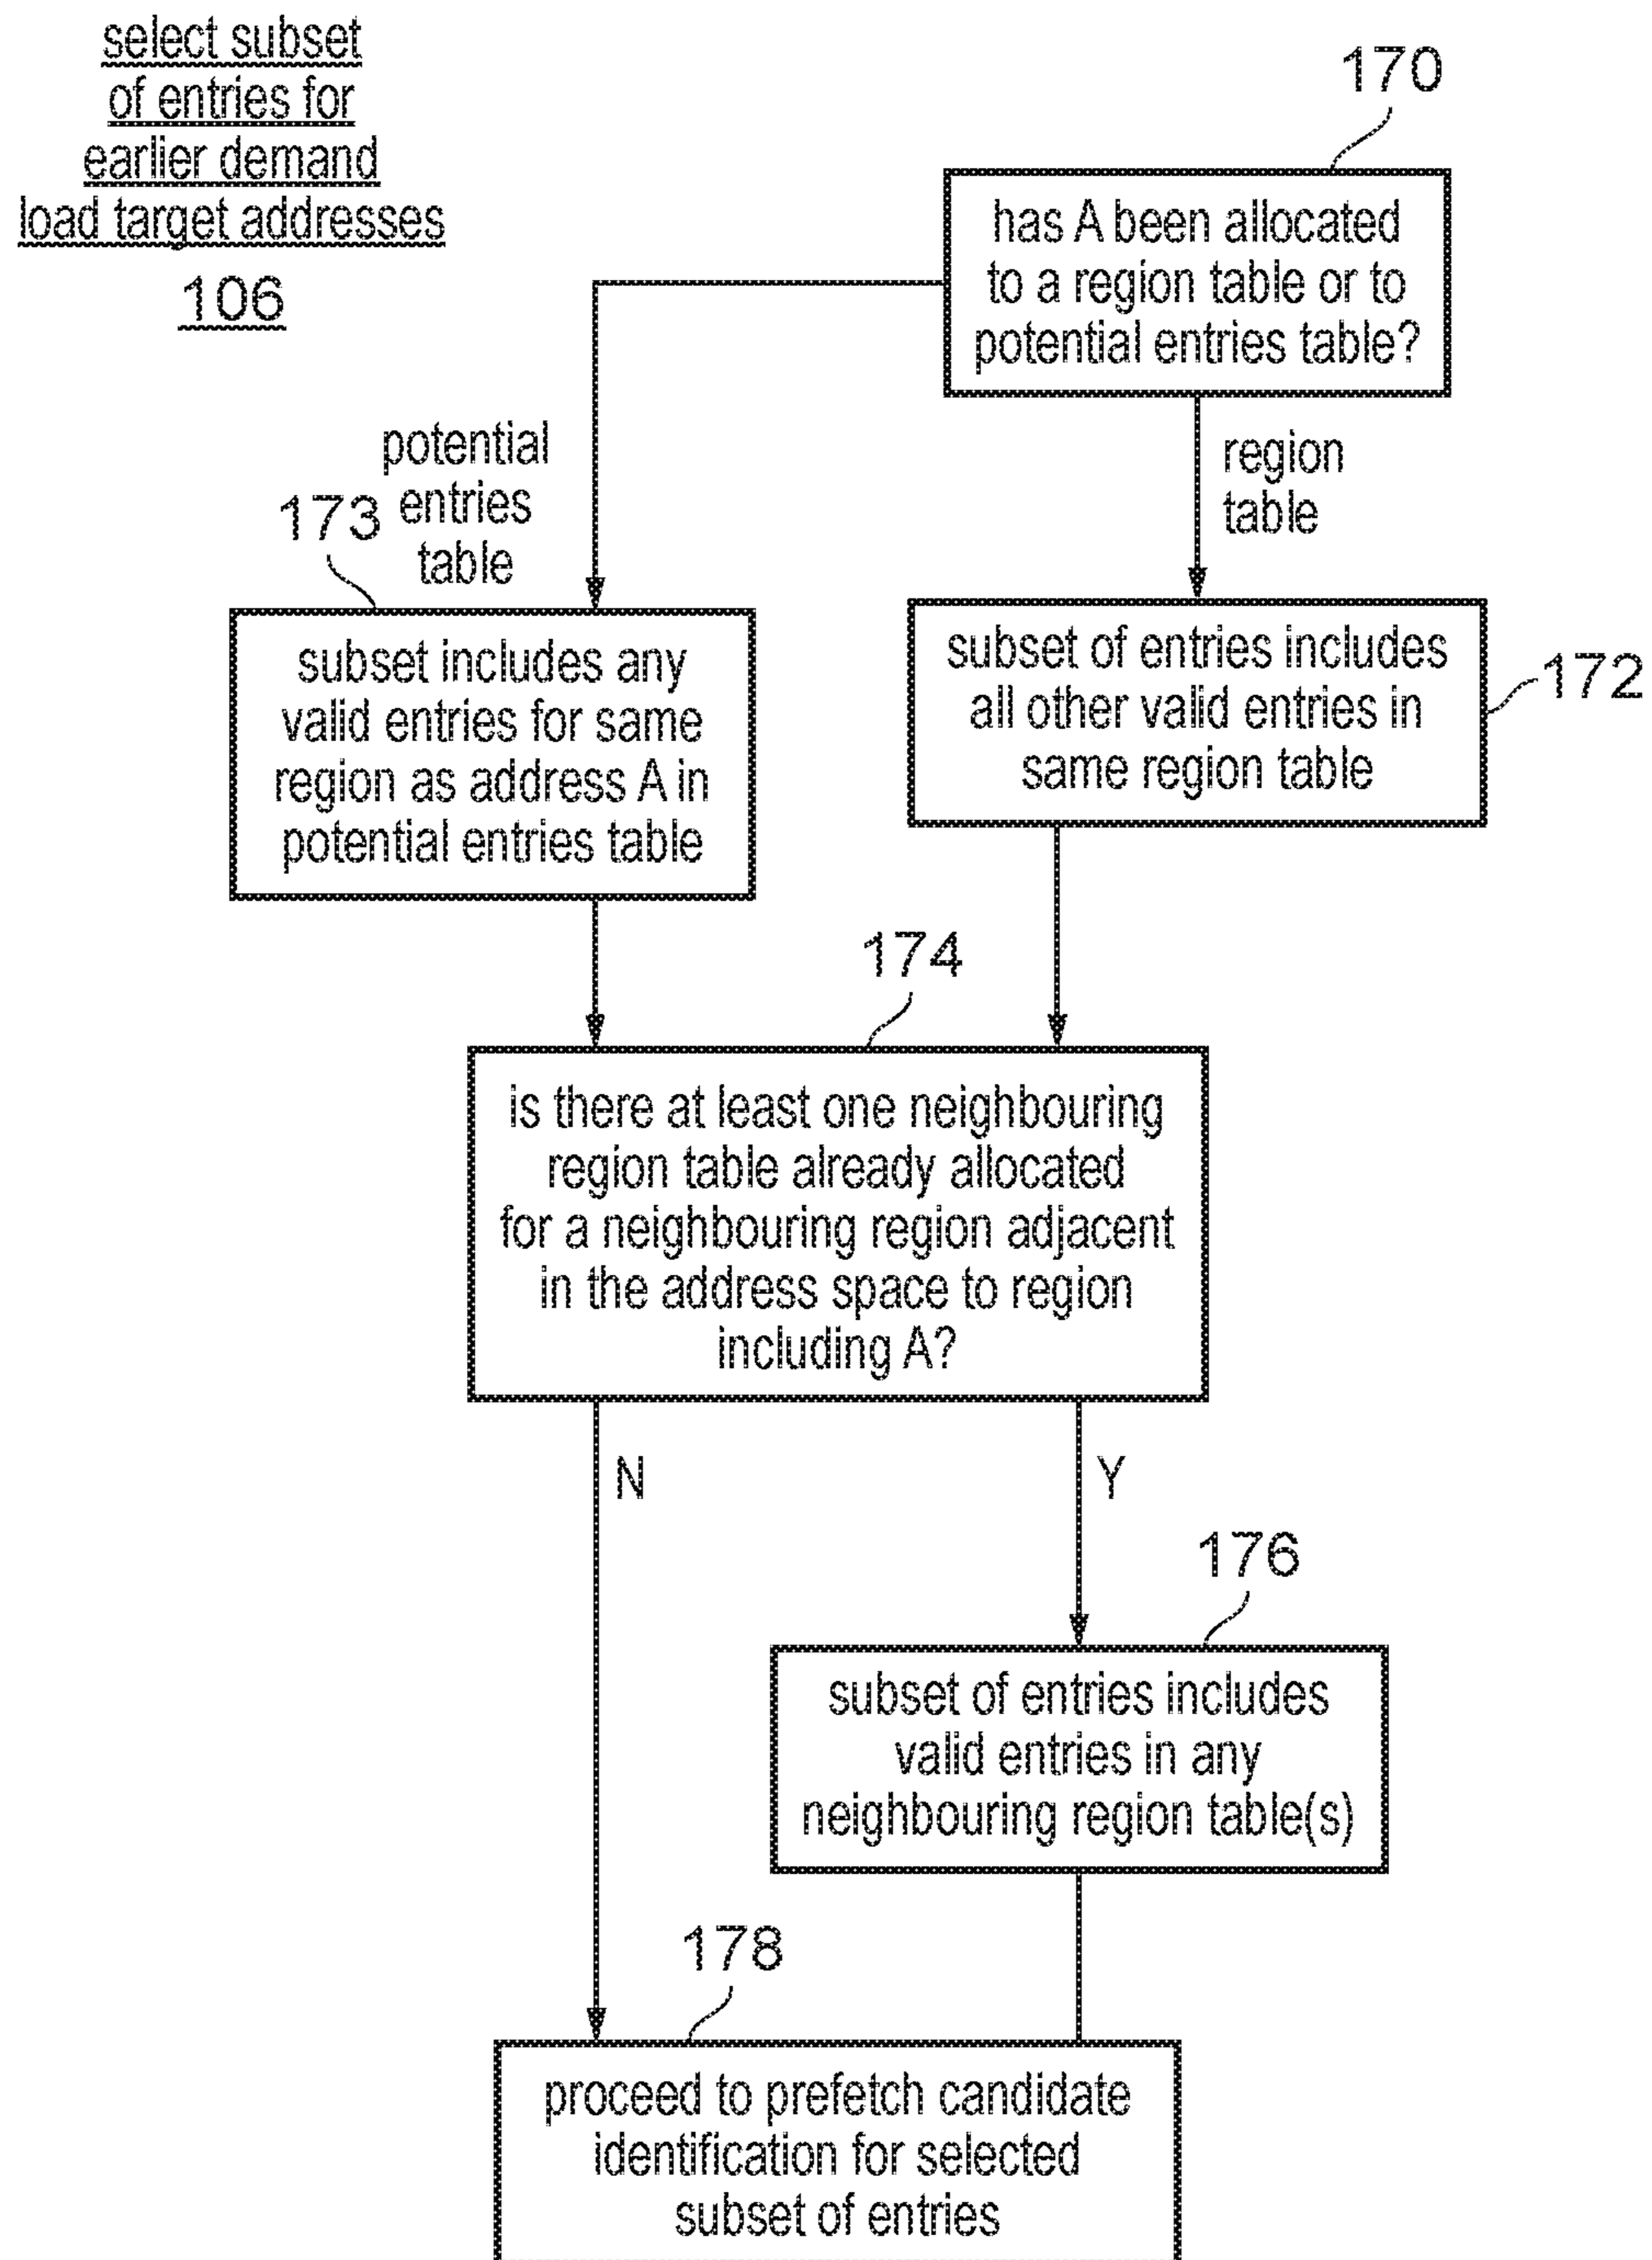 select subset
of entries for
earlier demand
load target addresses
106
170
has A been allocated
to a region table or to
potential entries table?
potential
entries
table
region
table
173
subset includes any
valid entries for same
region as address A in
potential entries table
subset of entries includes
all other valid entries in
same region table
172
174
is there at least one neighbouring
region table already allocated
for a neighbouring region adjacent
in the address space to region
including A?
N
Y
176
subset of entries includes
valid entries in any
neighbouring region table(s)
178
proceed to prefetch candidate
identification for selected
subset of entries